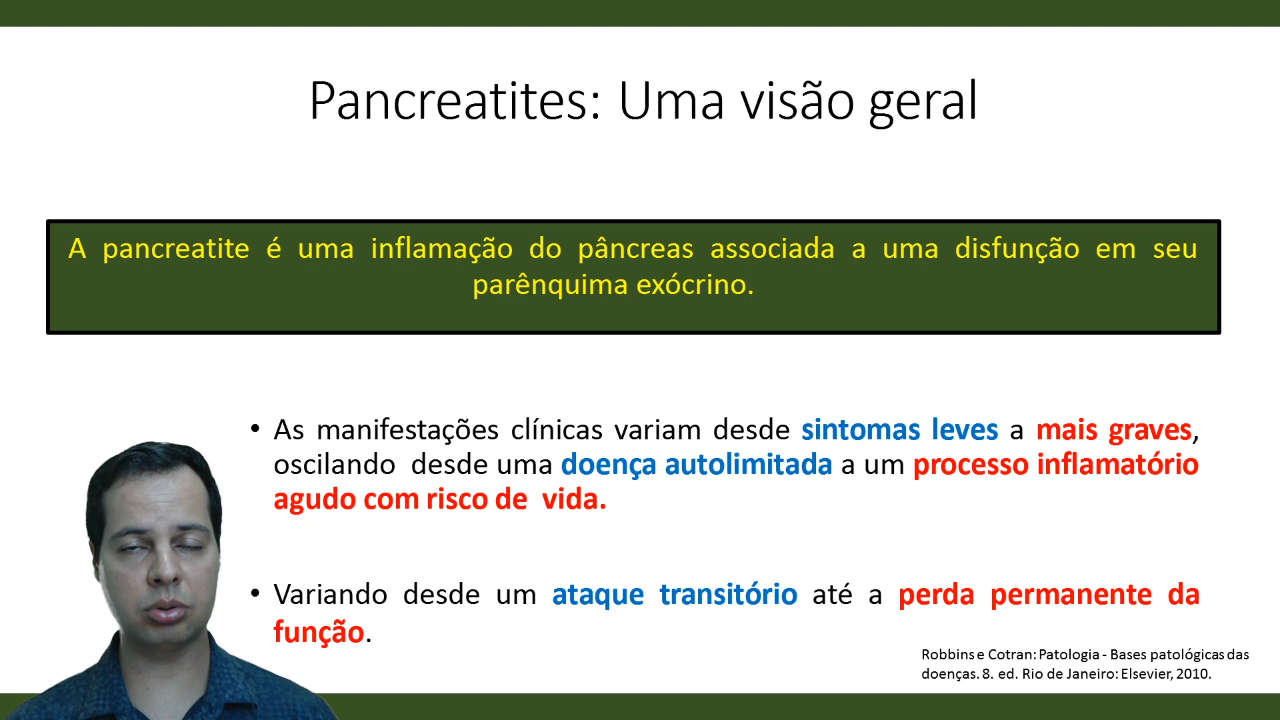 Pancreatites: Uma visão geral
A pancreatite é uma inflamação do pâncreas associada a uma disfunção em seu
parênquima exócrino.
• As manifestações clínicas variam desde sintomas leves a mais graves,
oscilando desde uma doença autolimitada a um processo inflamatório
agudo com risco de vida.
• Variando desde um ataque transitório até a perda permanente da
função.
Robbins e Cotran: Patologia - Bases patológicas das
doenças. 8. ed. Rio de Janeiro: Elsevier, 2010.